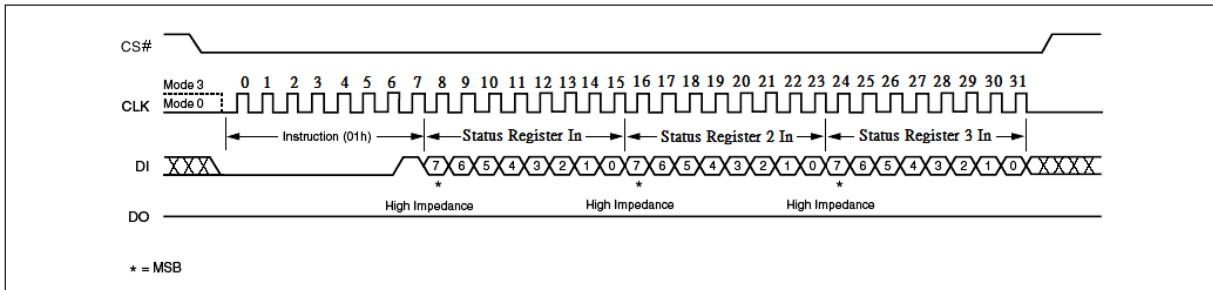 CS#
Mode 3
0 1 2 3 4 5 6 7 8 9 10 11 12 13 14 15 16 17 18 19 20 21 22 23 24 25 26 27 28 29 30 31
CLK
Mode 0
Instruction (01h) Status Register In Status Register 2 In Status Register 3 In
DI 7 6 5 4 3 2 1 0 7 6 5 4 3 2 1 0 7 6 5 4 3 2 1 0
* * *
High Impedance High Impedance High Impedance
DO
* = MSB